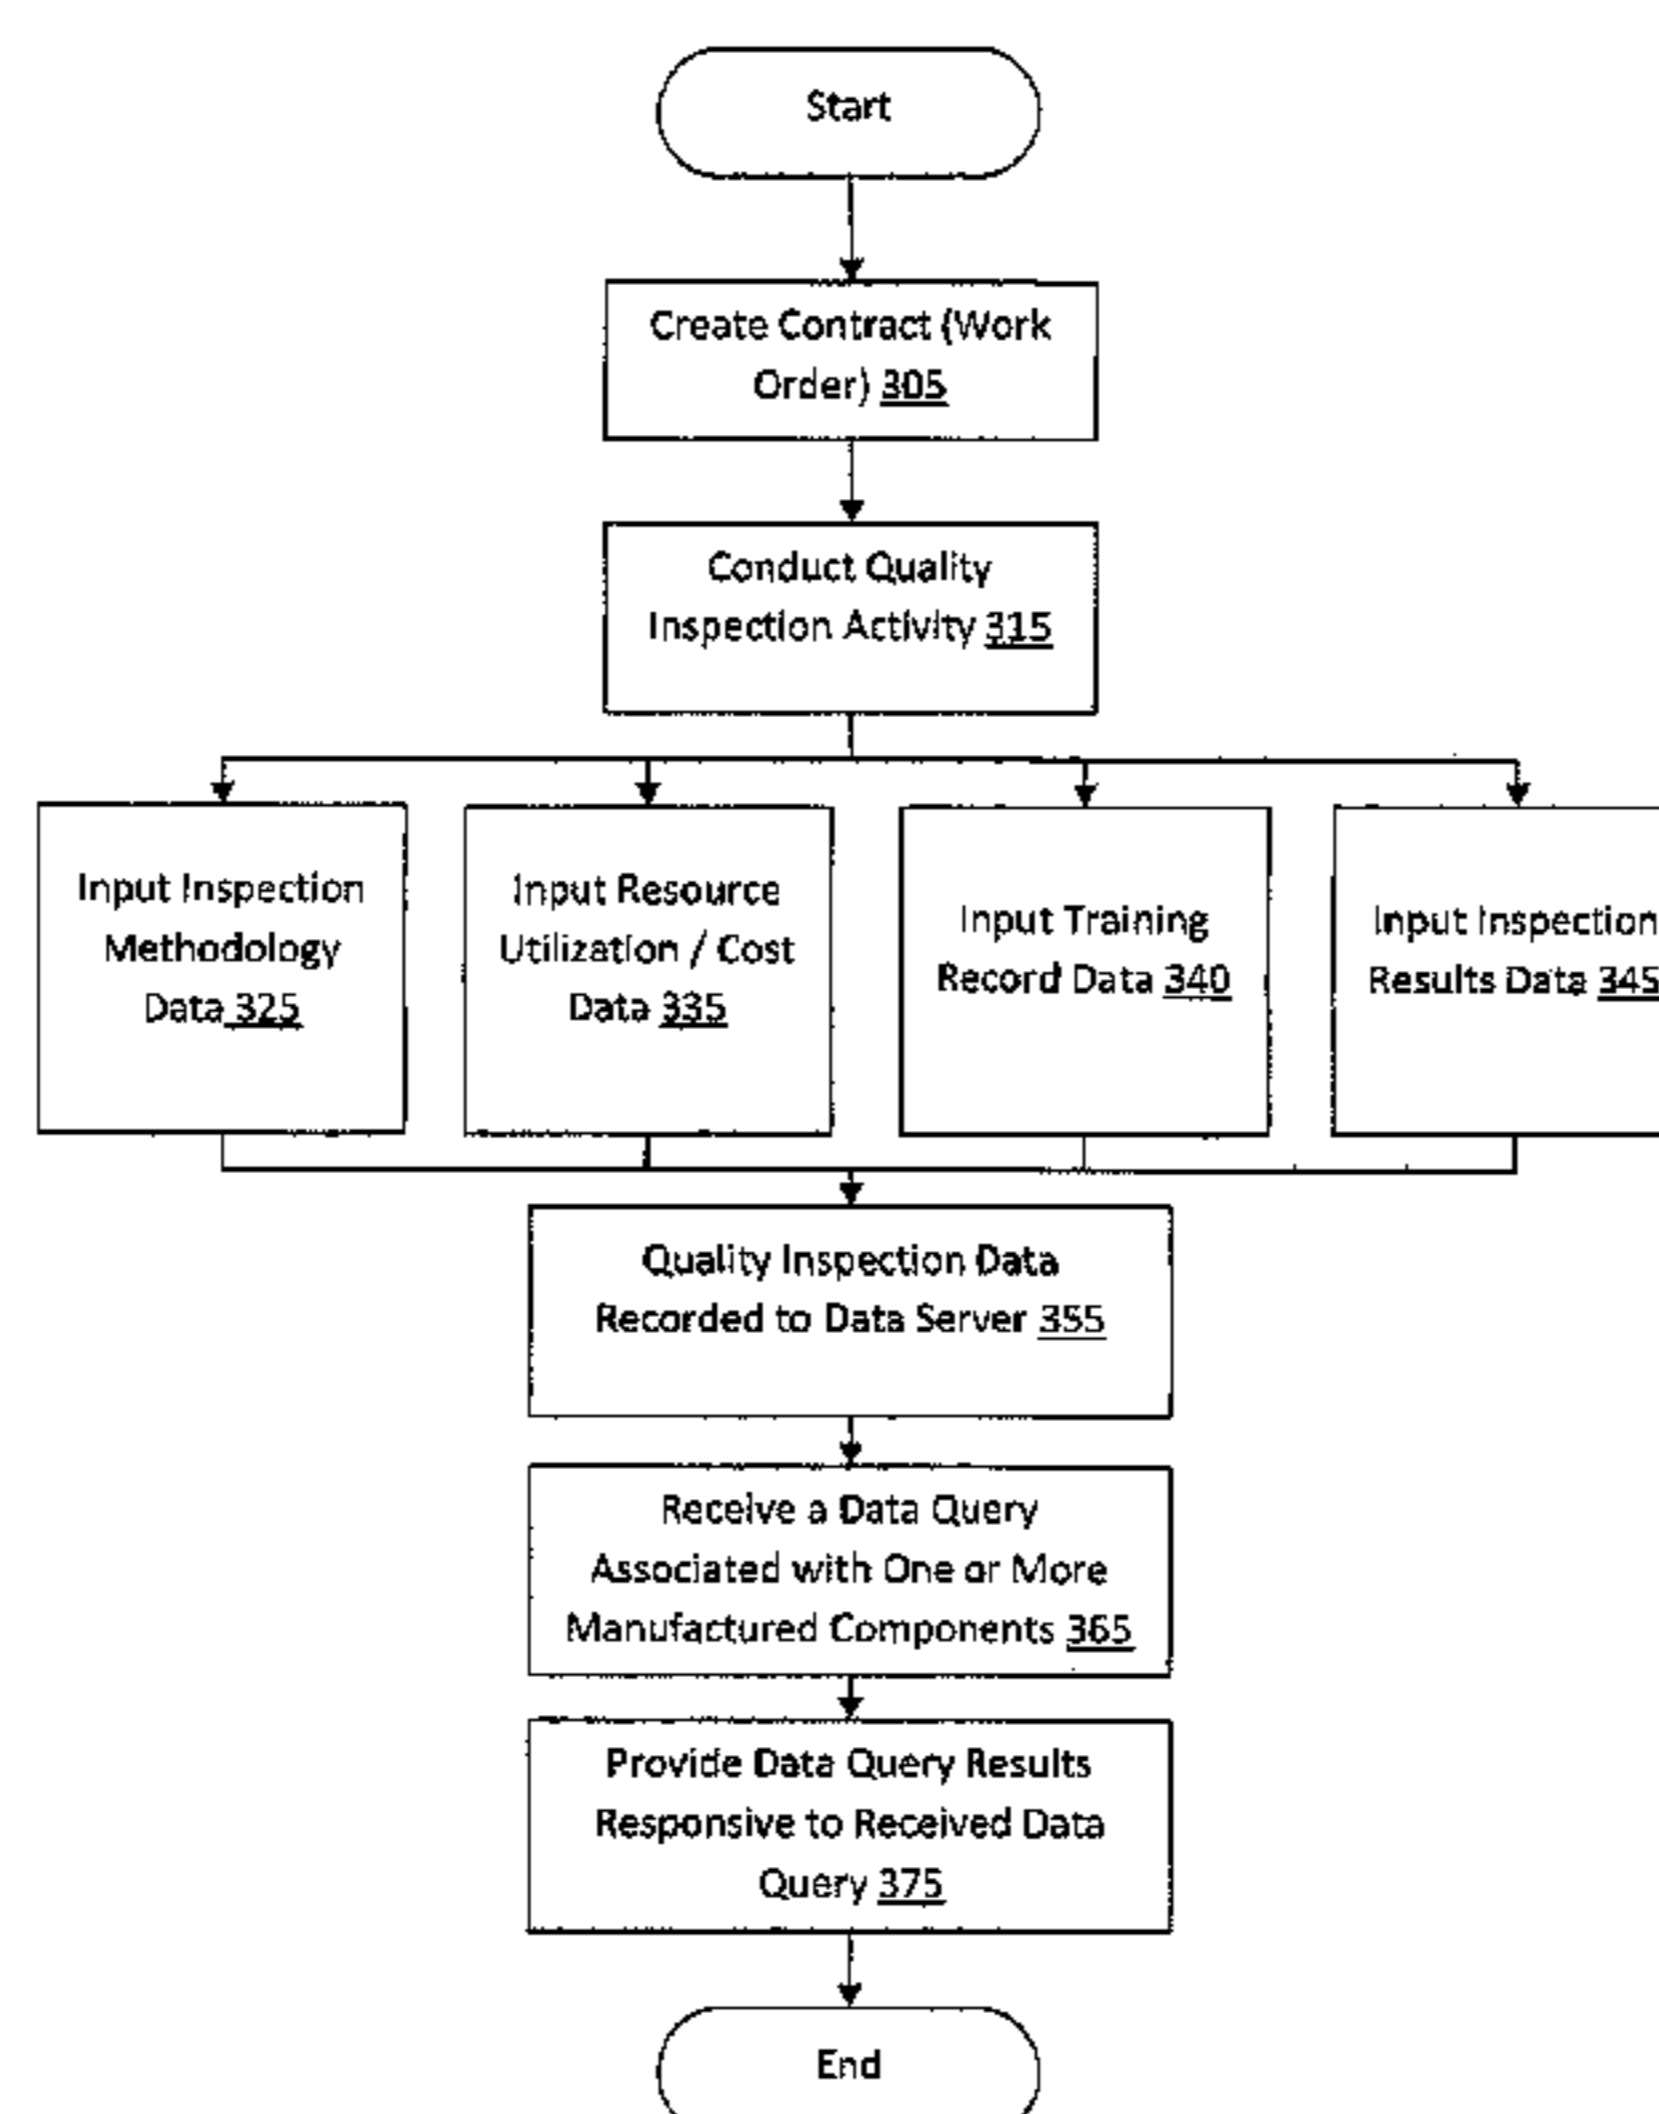 Start
Create Contract (Work
Order) 305
Conduct Quality
Inspection Activity 315
Input Inspection
Methodology
Data 325
Input Resource
Utilization / Cost
Data 335
Input Training
Record Data 340
Input Inspection
Results Data 345
Quality Inspection Data
Recorded to Data Server 355
Receive a Data Query
Associated with One or More
Manufactured Components 365
Provide Data Query Results
Responsive to Received Data
Query 375
End